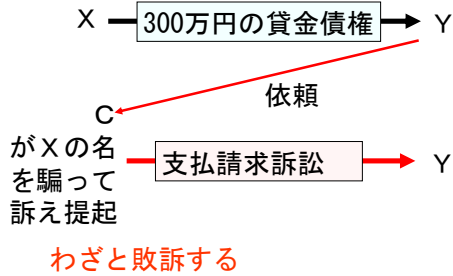 X 300万円の貸金債権 Y
依頼
C
がXの名
を騙って
訴え提起
支払請求訴訟 Y
わざと敗訴する